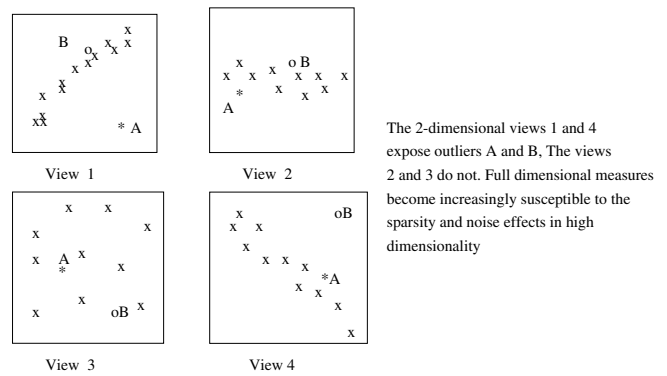 B
A
View 1
B
A
View 2
A
B
View 3
B
A
View 4
The 2-dimensional views 1 and 4
expose outliers A and B, The views
2 and 3 do not. Full dimensional measures
become increasingly susceptible to the
sparsity and noise effects in high
dimensionality